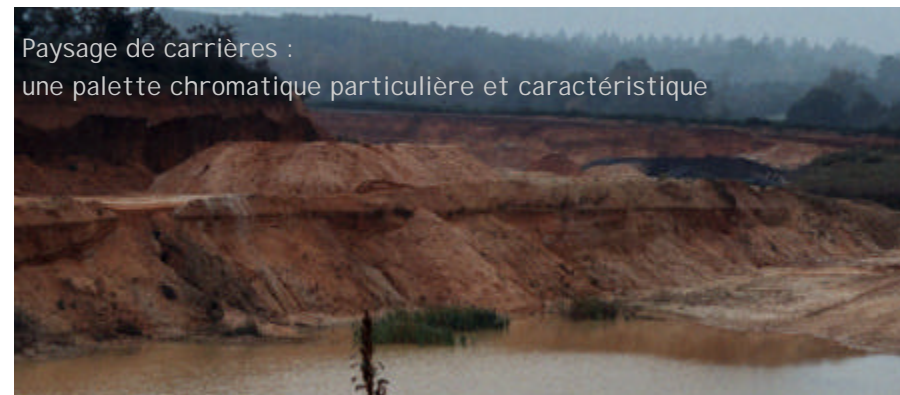 Paysage de carrières :
une palette chromatique particulière et caractéristique